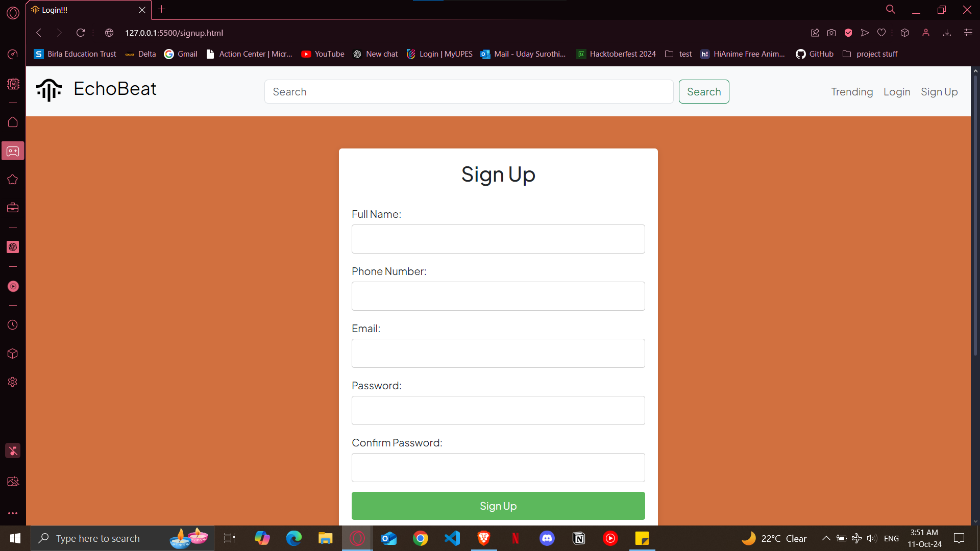 Login!!!
127.0.0.1:5500/signup.html
Birla Education Trust
Delta
Gmail
Action Center | Micr...
YouTube
New chat
Login | MyUPES
Mail - Uday Surothi...
Hacktoberfest 2024
test
HiAnime Free Anim...
GitHub
project stuff
EchoBeat
Search
Search
Trending
Login
Sign Up
Sign Up
Full Name:
Phone Number:
Email:
Password:
Confirm Password:
Sign Up
Type here to search
22°C Clear
ENG
3:51 AM
11-Oct-24